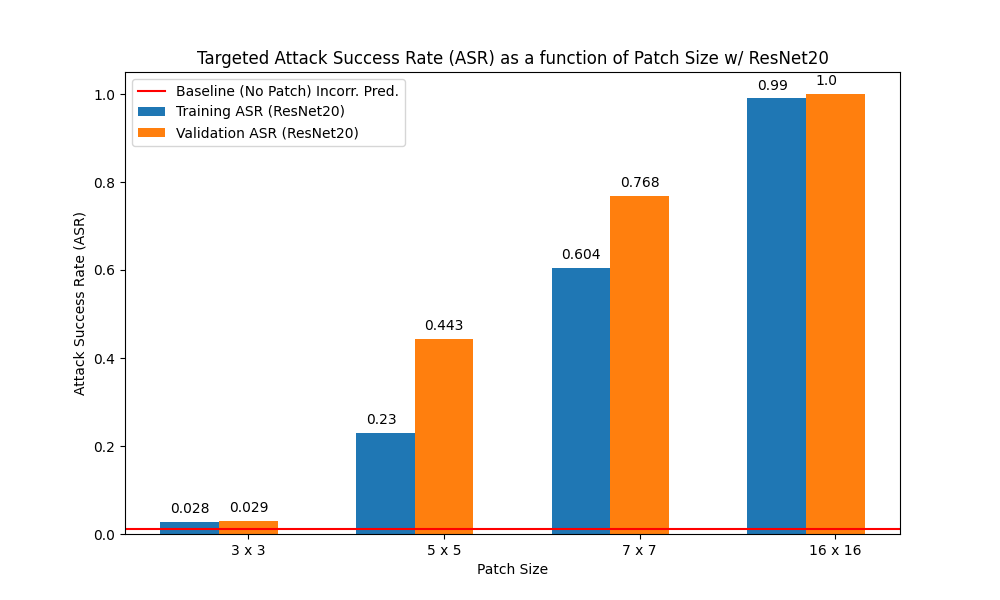 Targeted Attack Success Rate (ASR) as a function of Patch Size w/ ResNet20
Baseline (No Patch) Incorr. Pred.
Training ASR (ResNet20)
Validation ASR (ResNet20)
Attack Success Rate (ASR)
1.0
0.8
0.6
0.4
0.2
0.0
0.028
0.029
0.23
0.443
0.604
0.768
0.99
1.0
3 x 3
5 x 5
7 x 7
16 x 16
Patch Size